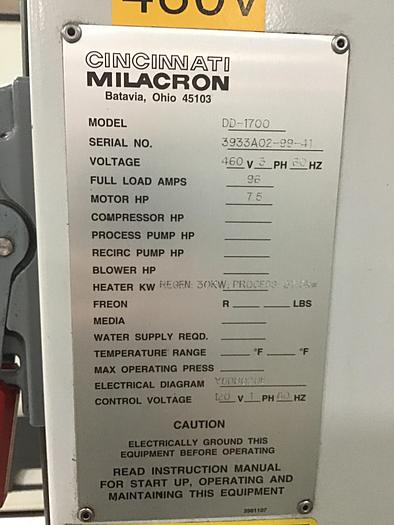 460V
CINCINNATI
MILACRON
Batavia, Ohio 45103
MODEL DD-1700
SERIAL NO. 3933A02-99-41
VOLTAGE 460 V 3 PH 60 HZ
FULL LOAD AMPS 96
MOTOR HP 7.5
COMPRESSOR HP
PROCESS PUMP HP
RECIRC PUMP HP
BLOWER HP
HEATER KW REGEN: 30KW, PROCESS:
FREON R LBS
MEDIA
WATER SUPPLY REQD.
TEMPERATURE RANGE °F °F
MAX OPERATING PRESS
ELECTRICAL DIAGRAM
CONTROL VOLTAGE 120 V 1 PH 60 HZ
CAUTION
ELECTRICALLY GROUND THIS
EQUIPMENT BEFORE OPERATING
READ INSTRUCTION MANUAL
FOR START UP, OPERATING AND
MAINTAINING THIS EQUIPMENT
3981107